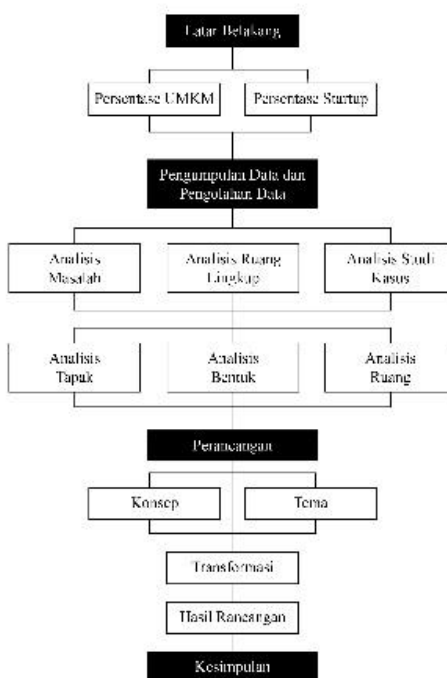 Latar Belakang
Persentase UMKM
Persentase Startup
Pengumpulan Data dan
Pengolahan Data
Analisis
Masalah
Analisis Ruang
Lingkup
Analisis Studi
Kasus
Analisis
Tapak
Analisis
Bentuk
Analisis
Ruang
Perancangan
Konsep
Tema
Transformasi
Hasil Rancangan
Kesimpulan